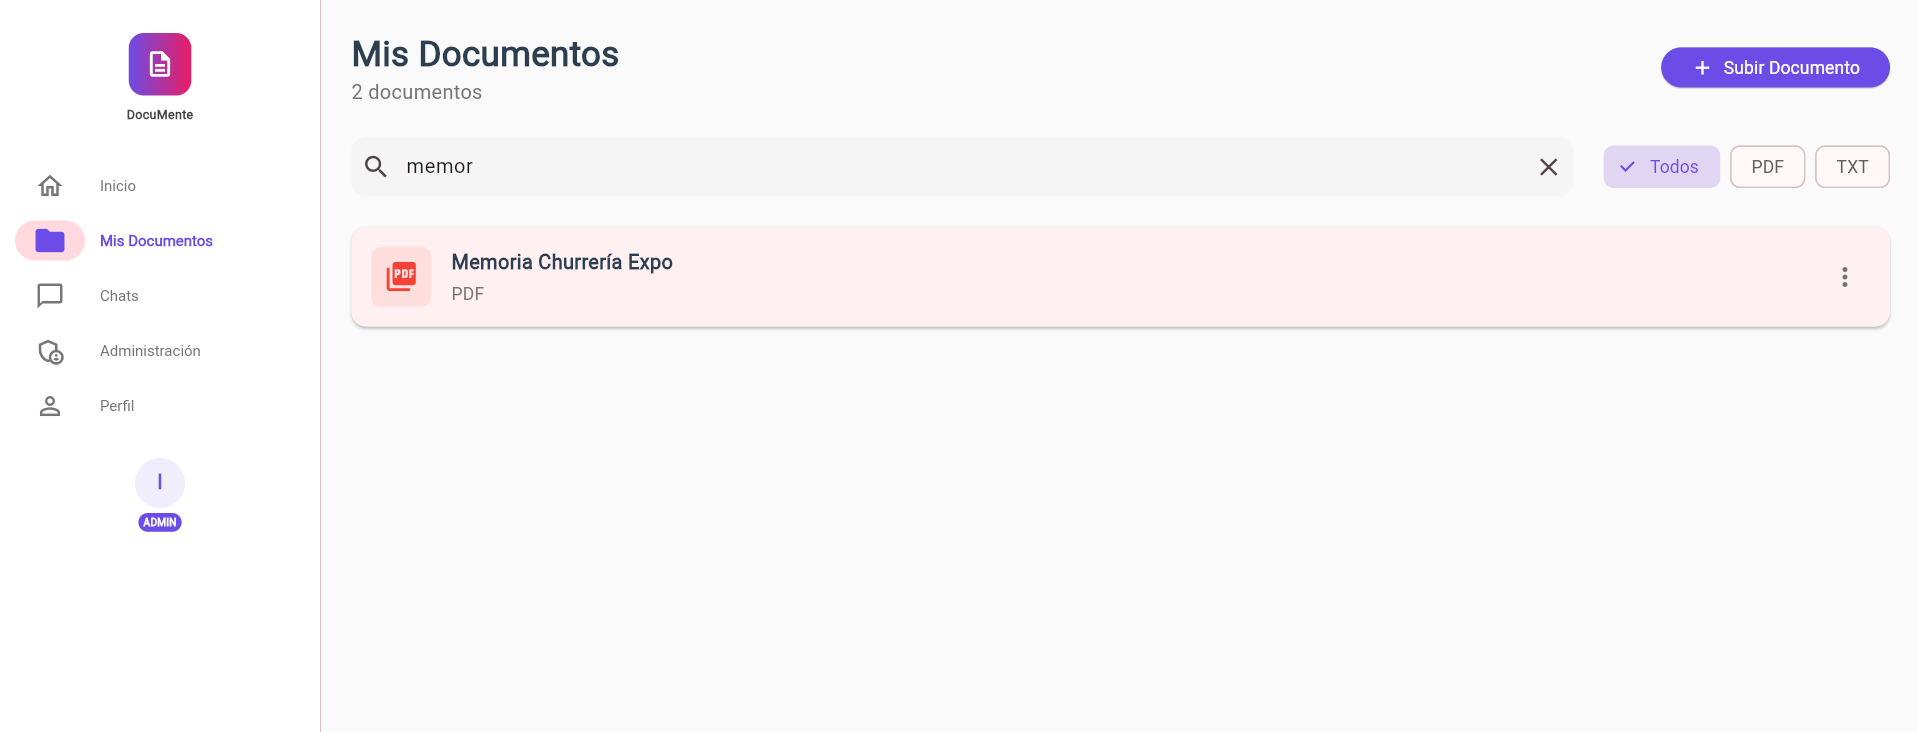 DocuMente
Inicio
Mis Documentos
Chats
Administración
Perfil
I
ADMIN
Mis Documentos
2 documentos
Subir Documento
memor
Todos
PDF
TXT
PDF
Memoria Churrería Expo
PDF